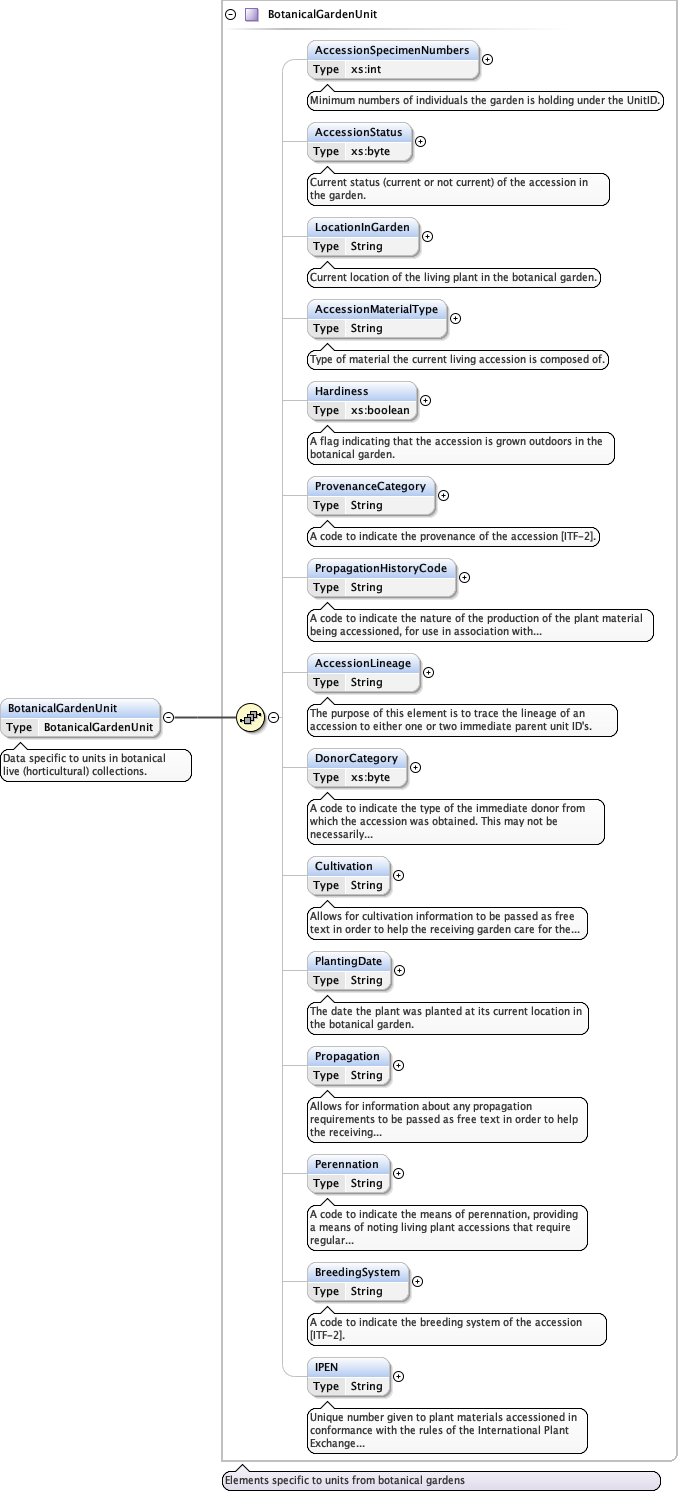 BotanicalGardenUnit
AccessionSpecimenNumbers
Type xs:int
Minimum numbers of individuals the garden is holding under the UnitID.
AccessionStatus
Type xs:byte
Current status (current or not current) of the accession in
the garden.
LocationInGarden
Type String
Current location of the living plant in the botanical garden.
AccessionMaterialType
Type String
Type of material the current living accession is composed of.
Hardiness
Type xs:boolean
A flag indicating that the accession is grown outdoors in the
botanical garden.
ProvenanceCategory
Type String
A code to indicate the provenance of the accession [ITF-2].
PropagationHistoryCode
Type String
A code to indicate the nature of the production of the plant material
being accessioned, for use in association with...
AccessionLineage
Type String
The purpose of this element is to trace the lineage of an
accession to either one or two immediate parent unit ID's.
BotanicalGardenUnit
Type BotanicalGardenUnit
Data specific to units in botanical
live (horticultural) collections.
DonorCategory
Type xs:byte
A code to indicate the type of the immediate donor from
which the accession was obtained. This may not be
necessarily...
Cultivation
Type String
Allows for cultivation information to be passed as free
text in order to help the receiving garden care for the...
PlantingDate
Type String
The date the plant was planted at its current location in
the botanical garden.
Propagation
Type String
Allows for information about any propagation
requirements to be passed as free text in order to help
the receiving...
Perennation
Type String
A code to indicate the means of perennation, providing
a means of noting living plant accessions that require
regular...
BreedingSystem
Type String
A code to indicate the breeding system of the accession
[ITF-2].
IPEN
Type String
Unique number given to plant materials accessioned in
conformance with the rules of the International Plant
Exchange...
Elements specific to units from botanical gardens